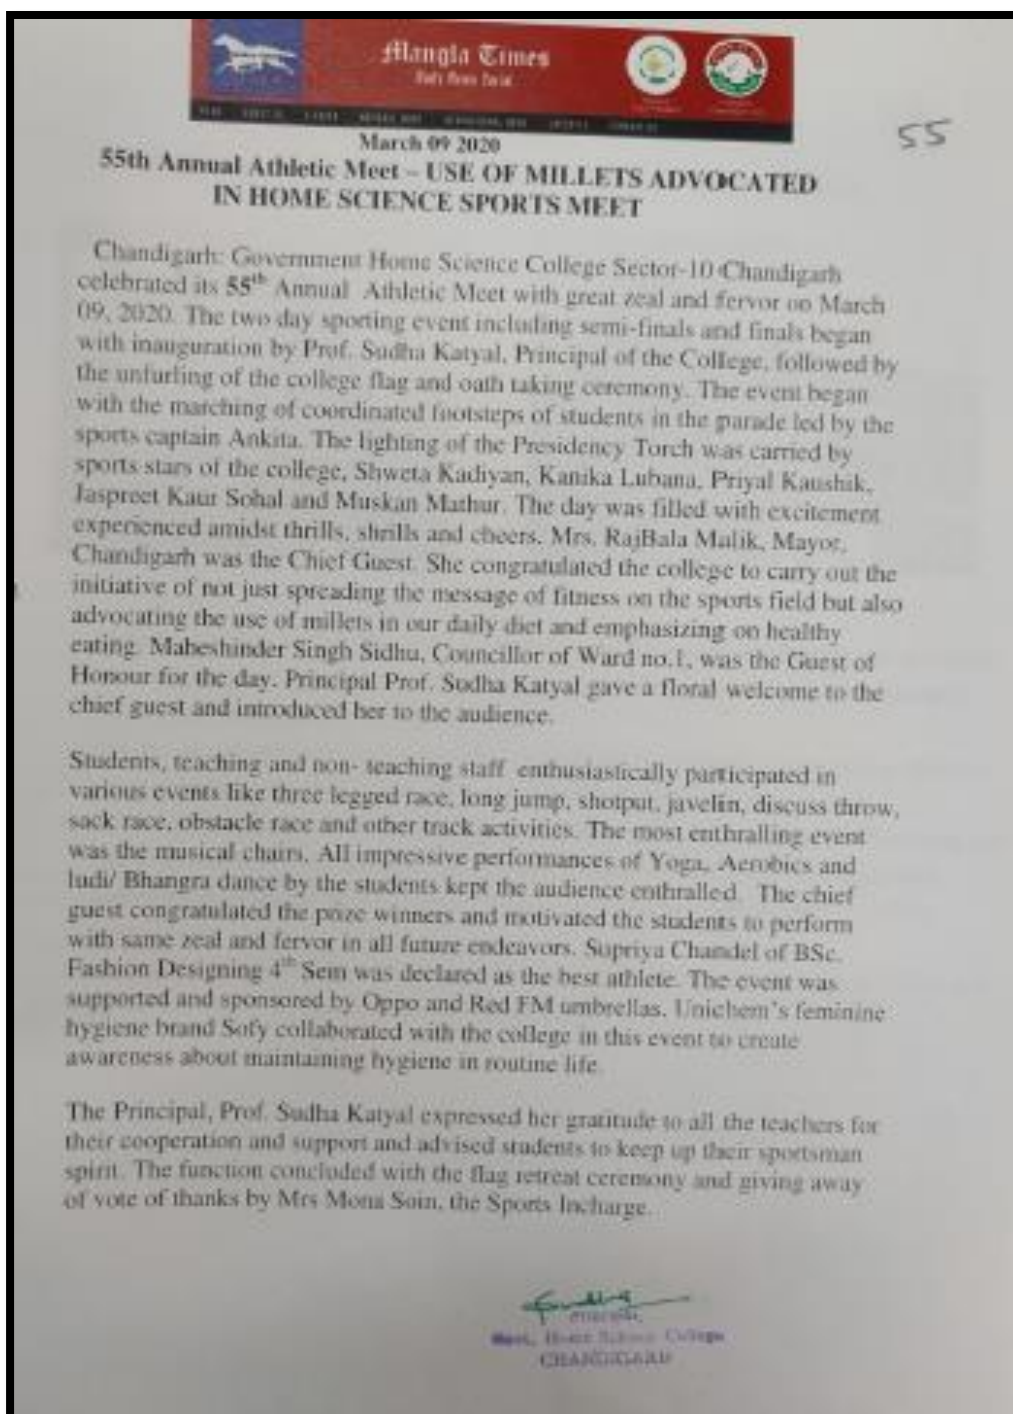 Mangla Times
March 09 2020
55
55th Annual Athletic Meet – USE OF MILLETS ADVOCATED
IN HOME SCIENCE SPORTS MEET
Chandigarh: Government Home Science College Sector-10 Chandigarh
celebrated its 55th Annual Athletic Meet with great zeal and fervor on March
09, 2020. The two day sporting event including semi-finals and finals began
with inauguration by Prof. Sudha Katyal, Principal of the College, followed by
the unfurling of the college flag and oath taking ceremony. The event began
with the marching of coordinated footsteps of students in the parade led by the
sports captain Ankita. The lighting of the Presidency Torch was carried by
sports stars of the college, Shweta Kadiyan, Kanika Lubana, Priyal Kaushik,
Jaspreet Kaur Sohal and Muskan Mathur. The day was filled with excitement
experienced amidst thrills, shrills and cheers. Mrs. RajBala Malik, Mayor,
Chandigarh was the Chief Guest. She congratulated the college to carry out the
initiative of not just spreading the message of fitness on the sports field but also
advocating the use of millets in our daily diet and emphasizing on healthy
eating. Maheshinder Singh Sidhu, Councillor of Ward no.1, was the Guest of
Honour for the day. Principal Prof. Sudha Katyal gave a floral welcome to the
chief guest and introduced her to the audience.
Students, teaching and non- teaching staff enthusiastically participated in
various events like three legged race, long jump, shotput, javelin, discuss throw,
sack race, obstacle race and other track activities. The most enthralling event
was the musical chairs. All impressive performances of Yoga, Aerobics and
ludi/ Bhangra dance by the students kept the audience enthralled. The chief
guest congratulated the prize winners and motivated the students to perform
with same zeal and fervor in all future endeavors. Supriya Chandel of BSc.
Fashion Designing 4th Sem was declared as the best athlete. The event was
supported and sponsored by Oppo and Red FM umbrellas. Unichem's feminine
hygiene brand Sofy collaborated with the college in this event to create
awareness about maintaining hygiene in routine life.
The Principal, Prof. Sudha Katyal expressed her gratitude to all the teachers for
their cooperation and support and advised students to keep up their sportsman
spirit. The function concluded with the flag retreat ceremony and giving away
of vote of thanks by Mrs Mona Soin, the Sports Incharge.
Govt. Home Science College
CHANDIGARH